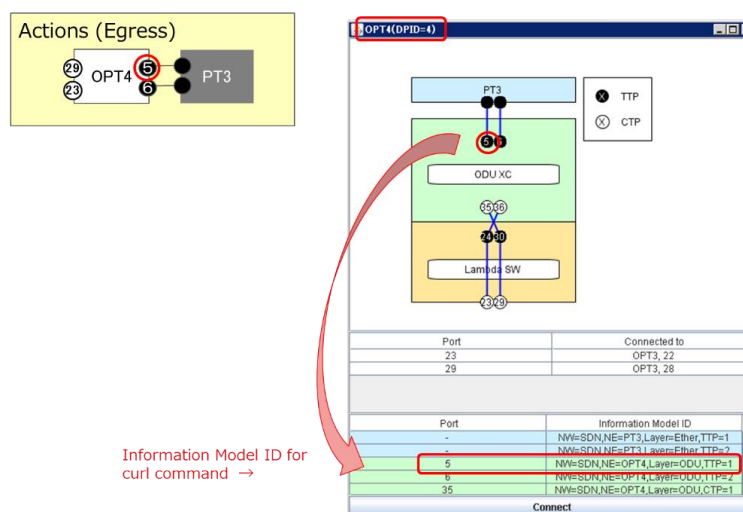 Actions (Egress)
29
OPT4
5
PT3
23
6
OPT4(DPID=4)
PT3
X TTP
X CTP
5
ODU XC
35 36
24 30
Lambda SW
23 29
Port Connected to
23 OPT3, 22
29 OPT3, 28
Port Information Model ID
- NW=SDN,NE=PT3,Layer=Ether,TTP=1
- NW=SDN,NE=PT3,Layer=Ether,TTP=2
5 NW=SDN,NE=OPT4,Layer=ODU,TTP=1
6 NW=SDN,NE=OPT4,Layer=ODU,TTP=2
35 NW=SDN,NE=OPT4,Layer=ODU,CTP=1
Connect
Information Model ID for
curl command →